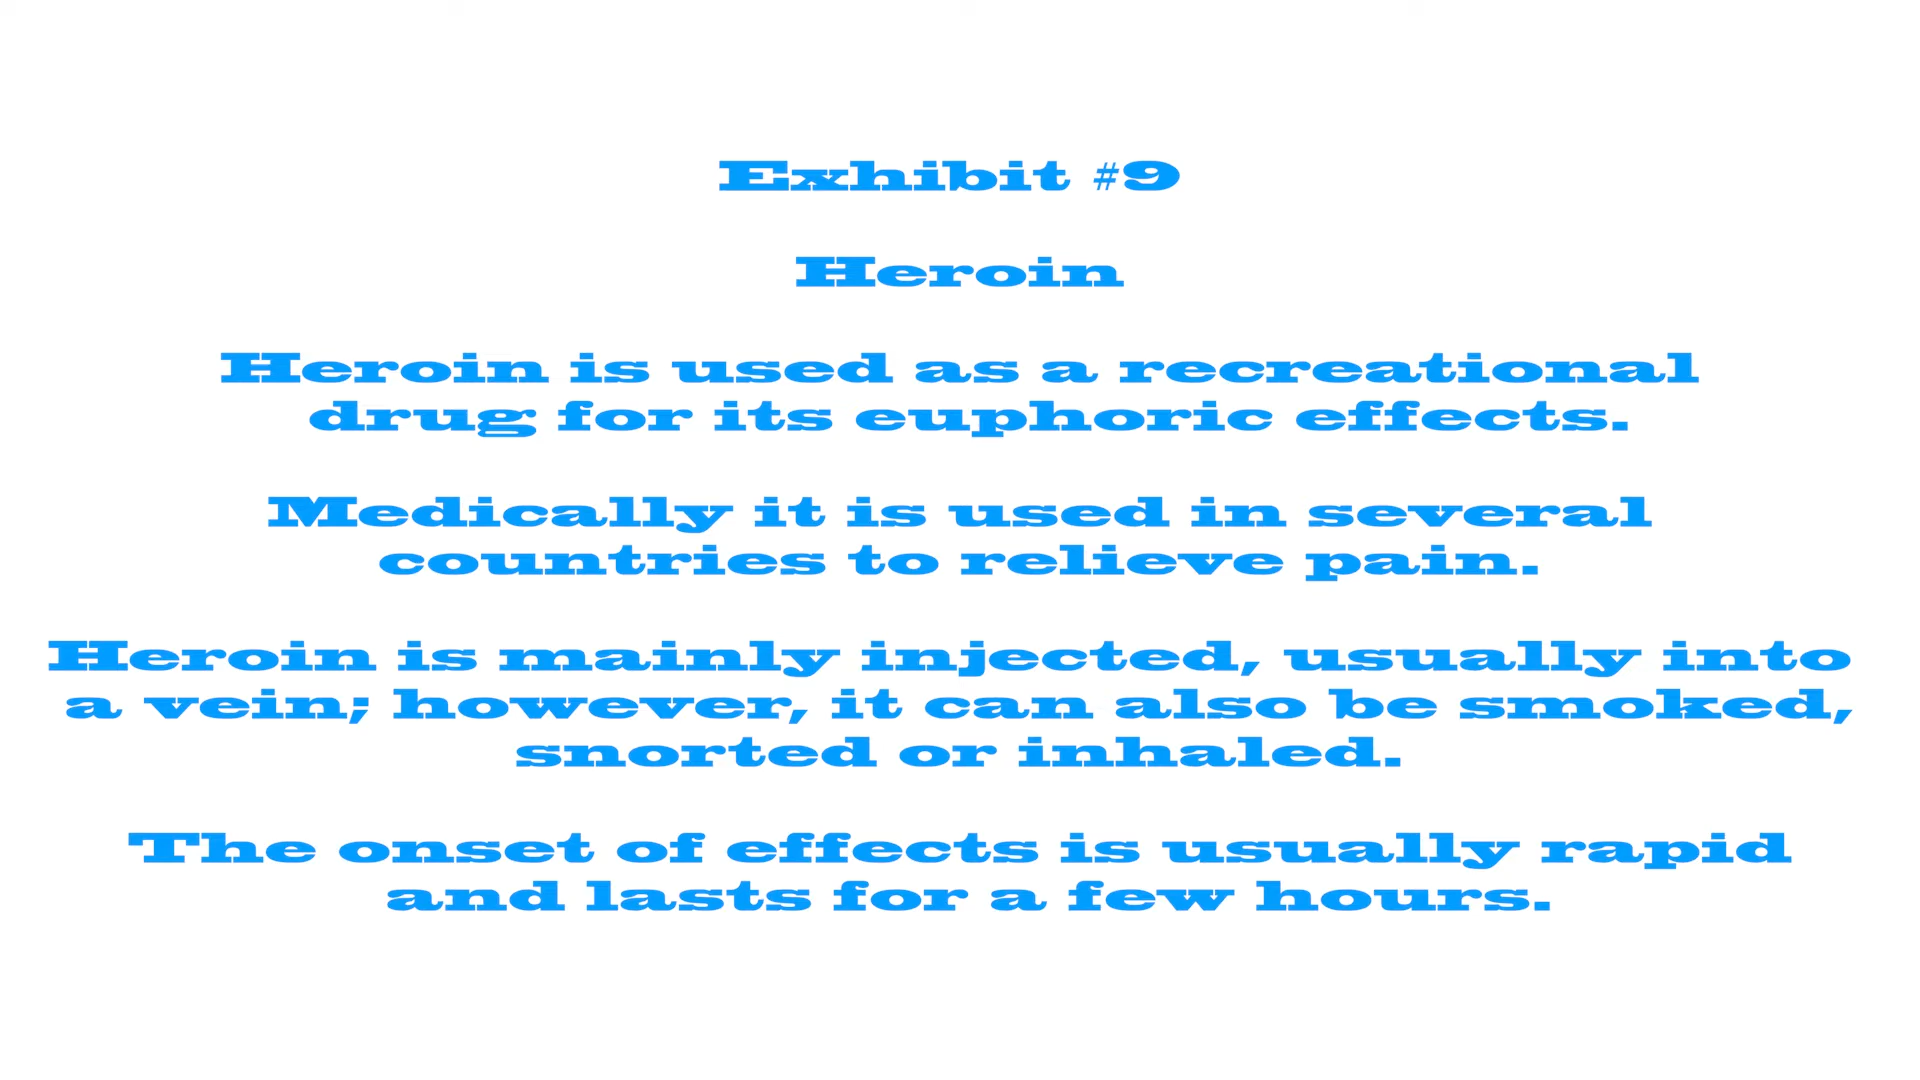 Exhibit #9
Heroin
Heroin is used as a recreational
drug for its euphoric effects.
Medically it is used in several
countries to relieve pain.
Heroin is mainly injected, usually into
a vein; however, it can also be smoked,
snorted or inhaled.
The onset of effects is usually rapid
and lasts for a few hours.